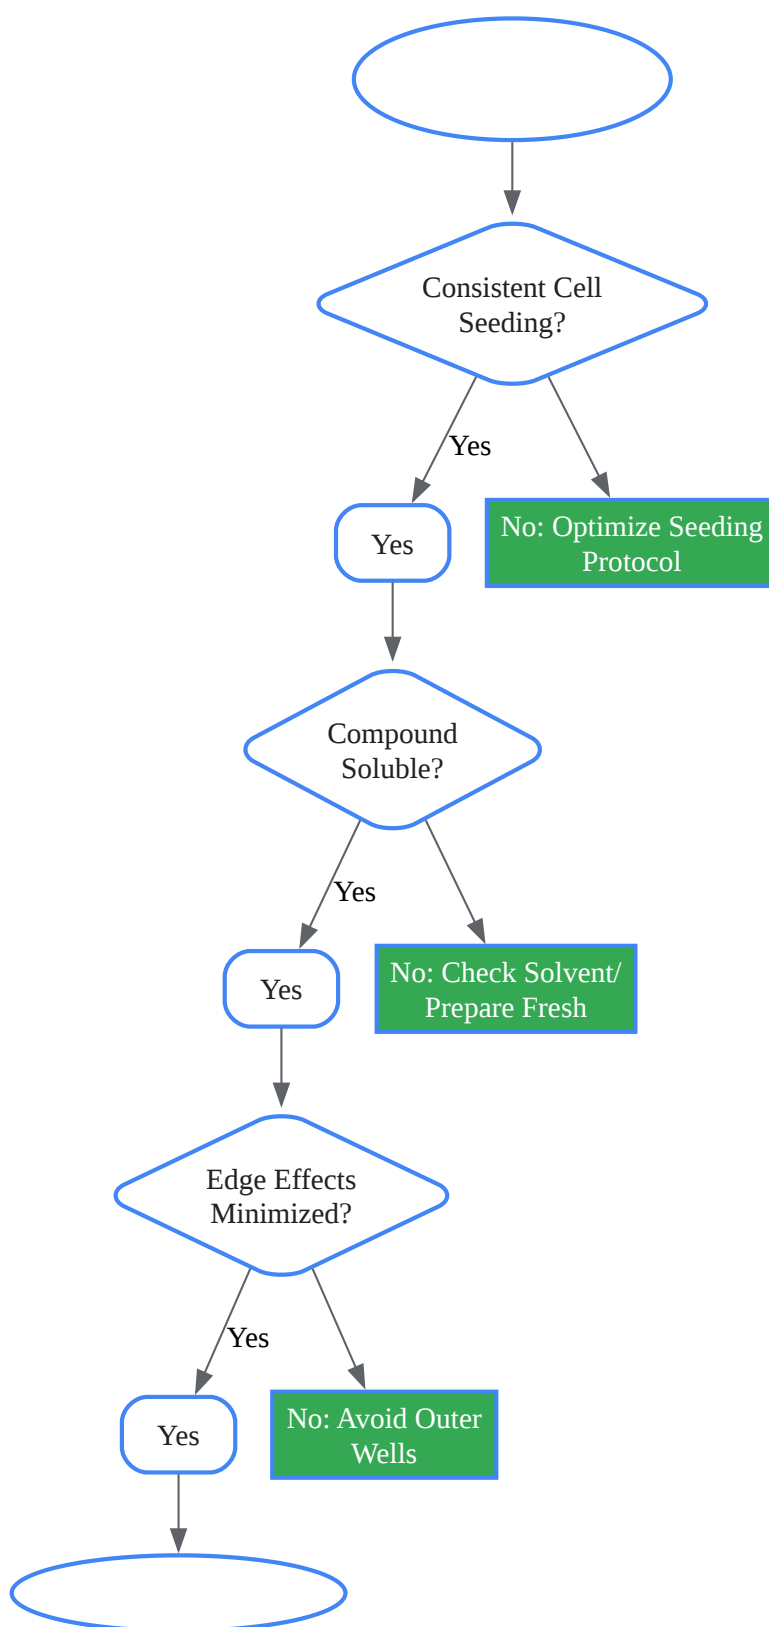 Consistent Cell
Seeding?
Yes
Yes
No: Optimize Seeding
Protocol
Compound
Soluble?
Yes
Yes
No: Check Solvent/
Prepare Fresh
Edge Effects
Minimized?
Yes
Yes
No: Avoid Outer
Wells